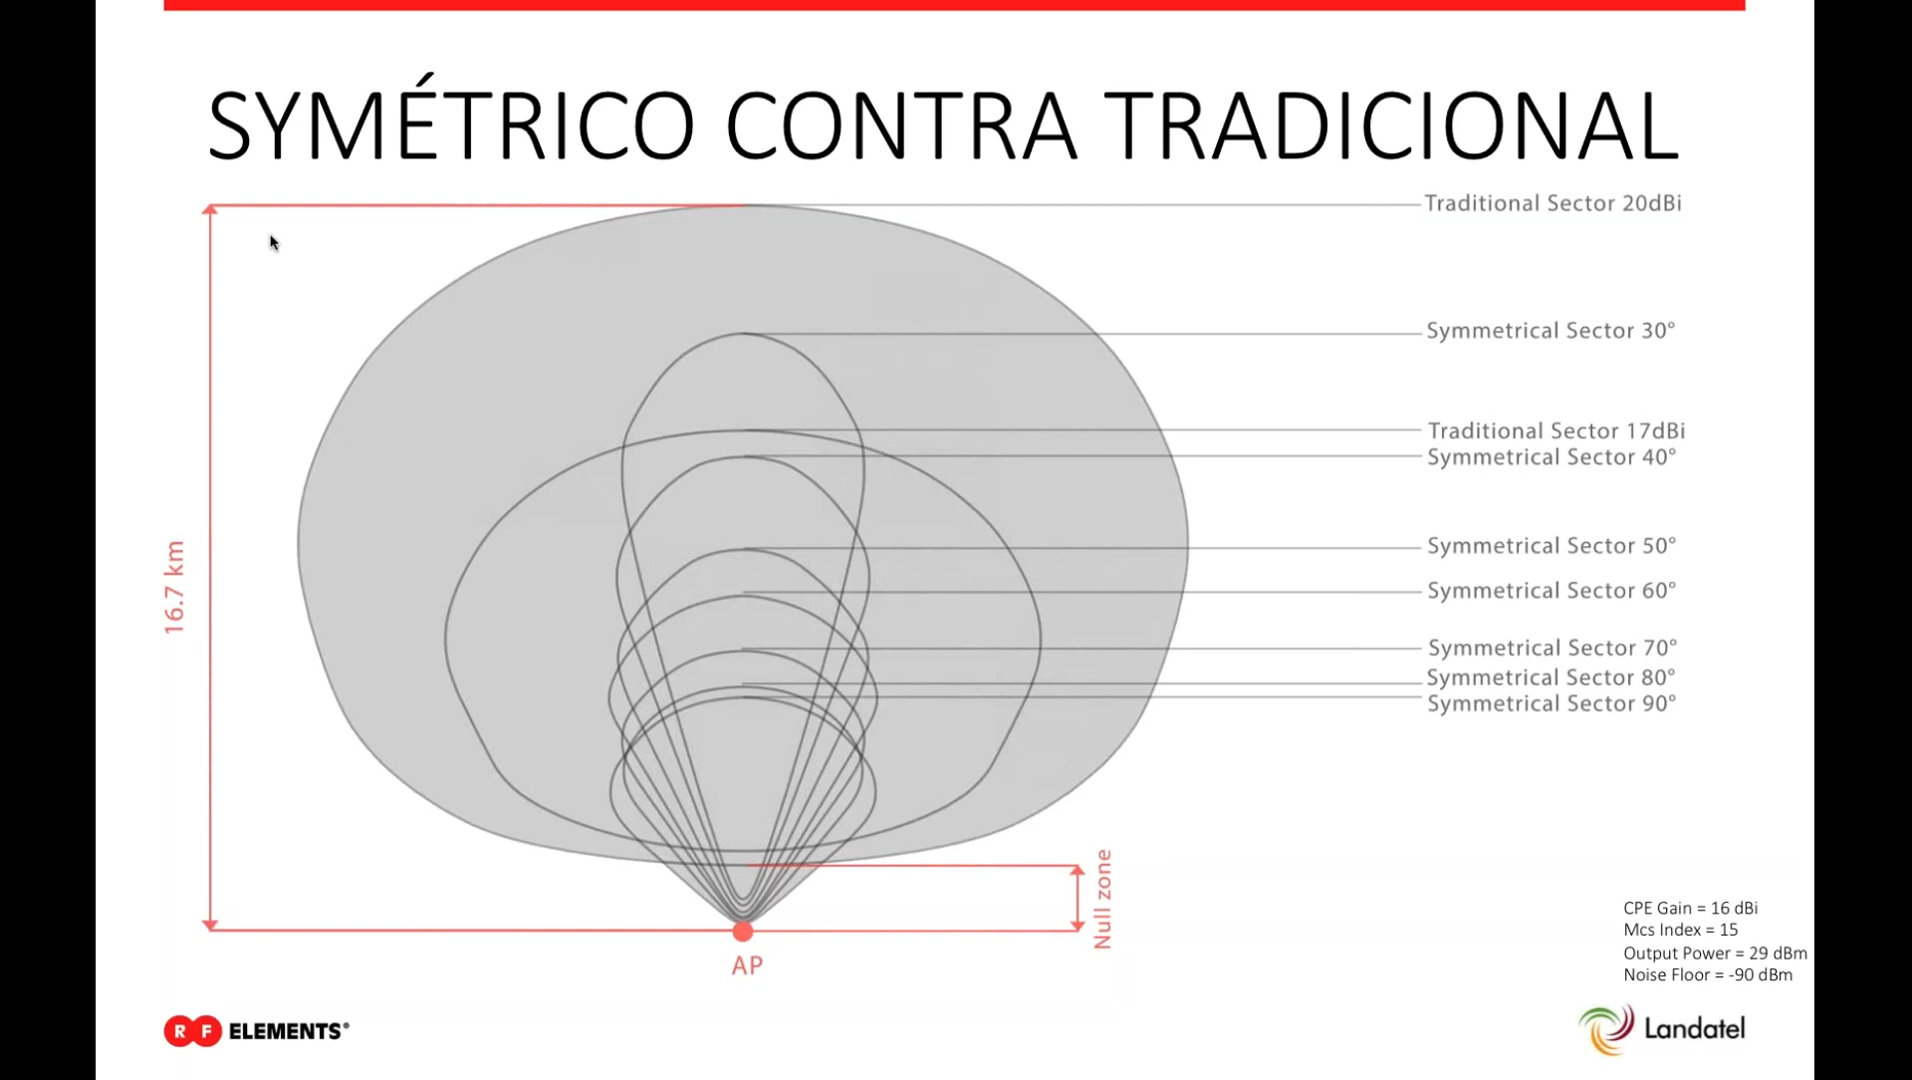 SYMÉTRICO CONTRA TRADICIONAL
Traditional Sector 20dBi
Symmetrical Sector 30°
Traditional Sector 17dBi
Symmetrical Sector 40°
Symmetrical Sector 50°
Symmetrical Sector 60°
Symmetrical Sector 70°
Symmetrical Sector 80°
Symmetrical Sector 90°
16.7 km
Null zone
AP
CPE Gain = 16 dBi
Mcs Index = 15
Output Power = 29 dBm
Noise Floor = -90 dBm
RF ELEMENTS®
Landatel